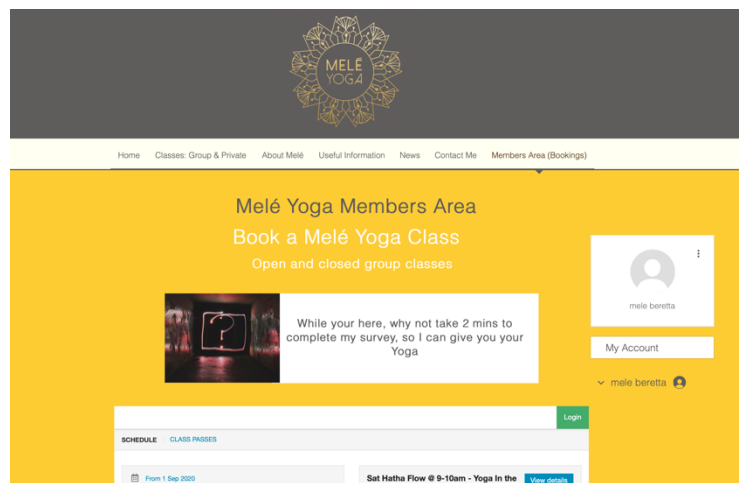 MELÉ
YOGA
Home Classes: Group & Private About Melé Useful Information News Contact Me Members Area (Bookings)
Melé Yoga Members Area
Book a Melé Yoga Class
Open and closed group classes
mele beretta
While your here, why not take 2 mins to
complete my survey, so I can give you your
Yoga
My Account
mele beretta
Login
SCHEDULE CLASS PASSES
From 1 Sep 2020
Sat Hatha Flow @ 9-10am - Yoga In the
View details